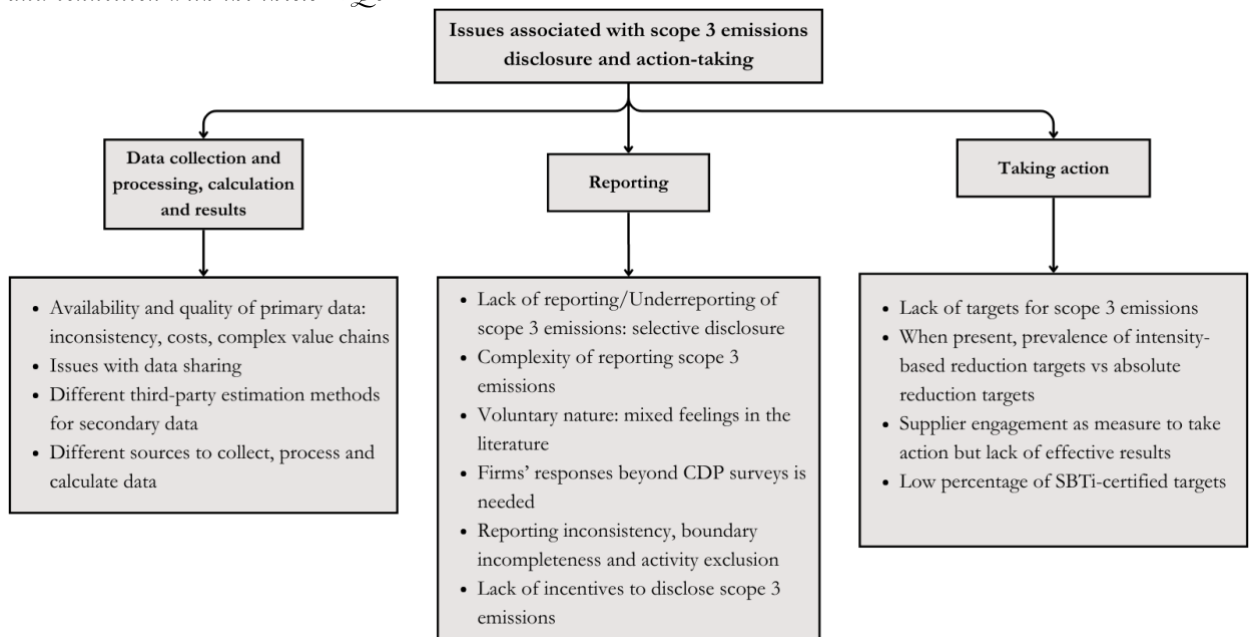 Issues associated with scope 3 emissions
disclosure and action-taking
Data collection and
processing, calculation
and results
Reporting
Taking action
• Availability and quality of primary data:
inconsistency, costs, complex value chains
• Issues with data sharing
• Different third-party estimation methods
for secondary data
• Different sources to collect, process and
calculate data
• Lack of reporting/Underreporting of
scope 3 emissions: selective disclosure
• Complexity of reporting scope 3
emissions
• Voluntary nature: mixed feelings in the
literature
• Firms' responses beyond CDP surveys is
needed
• Reporting inconsistency, boundary
incompleteness and activity exclusion
• Lack of incentives to disclose scope 3
emissions
• Lack of targets for scope 3 emissions
• When present, prevalence of intensity-
based reduction targets vs absolute
reduction targets
• Supplier engagement as measure to take
action but lack of effective results
• Low percentage of SBTi-certified targets